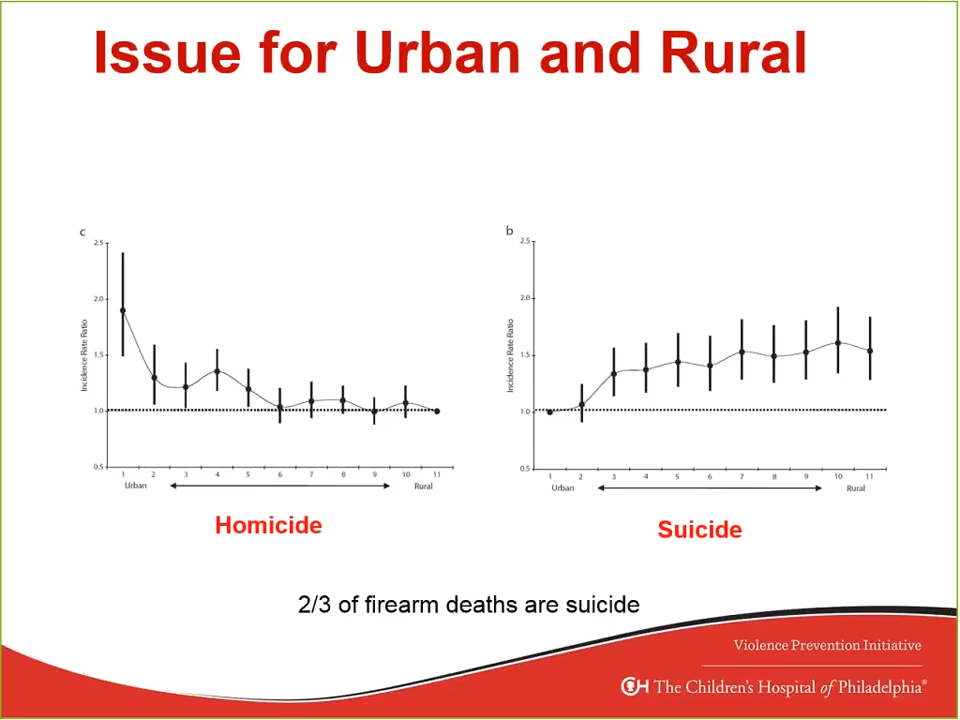 Issue for Urban and Rural
c
2.5
2.0
1.5
1.0
0.5
Incidence Rate Ratio
1 2 3 4 5 6 7 8 9 10 11
Urban Rural
Homicide
b
2.5
2.0
1.5
1.0
0.5
Incidence Rate Ratio
1 2 3 4 5 6 7 8 9 10 11
Urban Rural
Suicide
2/3 of firearm deaths are suicide
Violence Prevention Initiative
CH The Children's Hospital of Philadelphia®